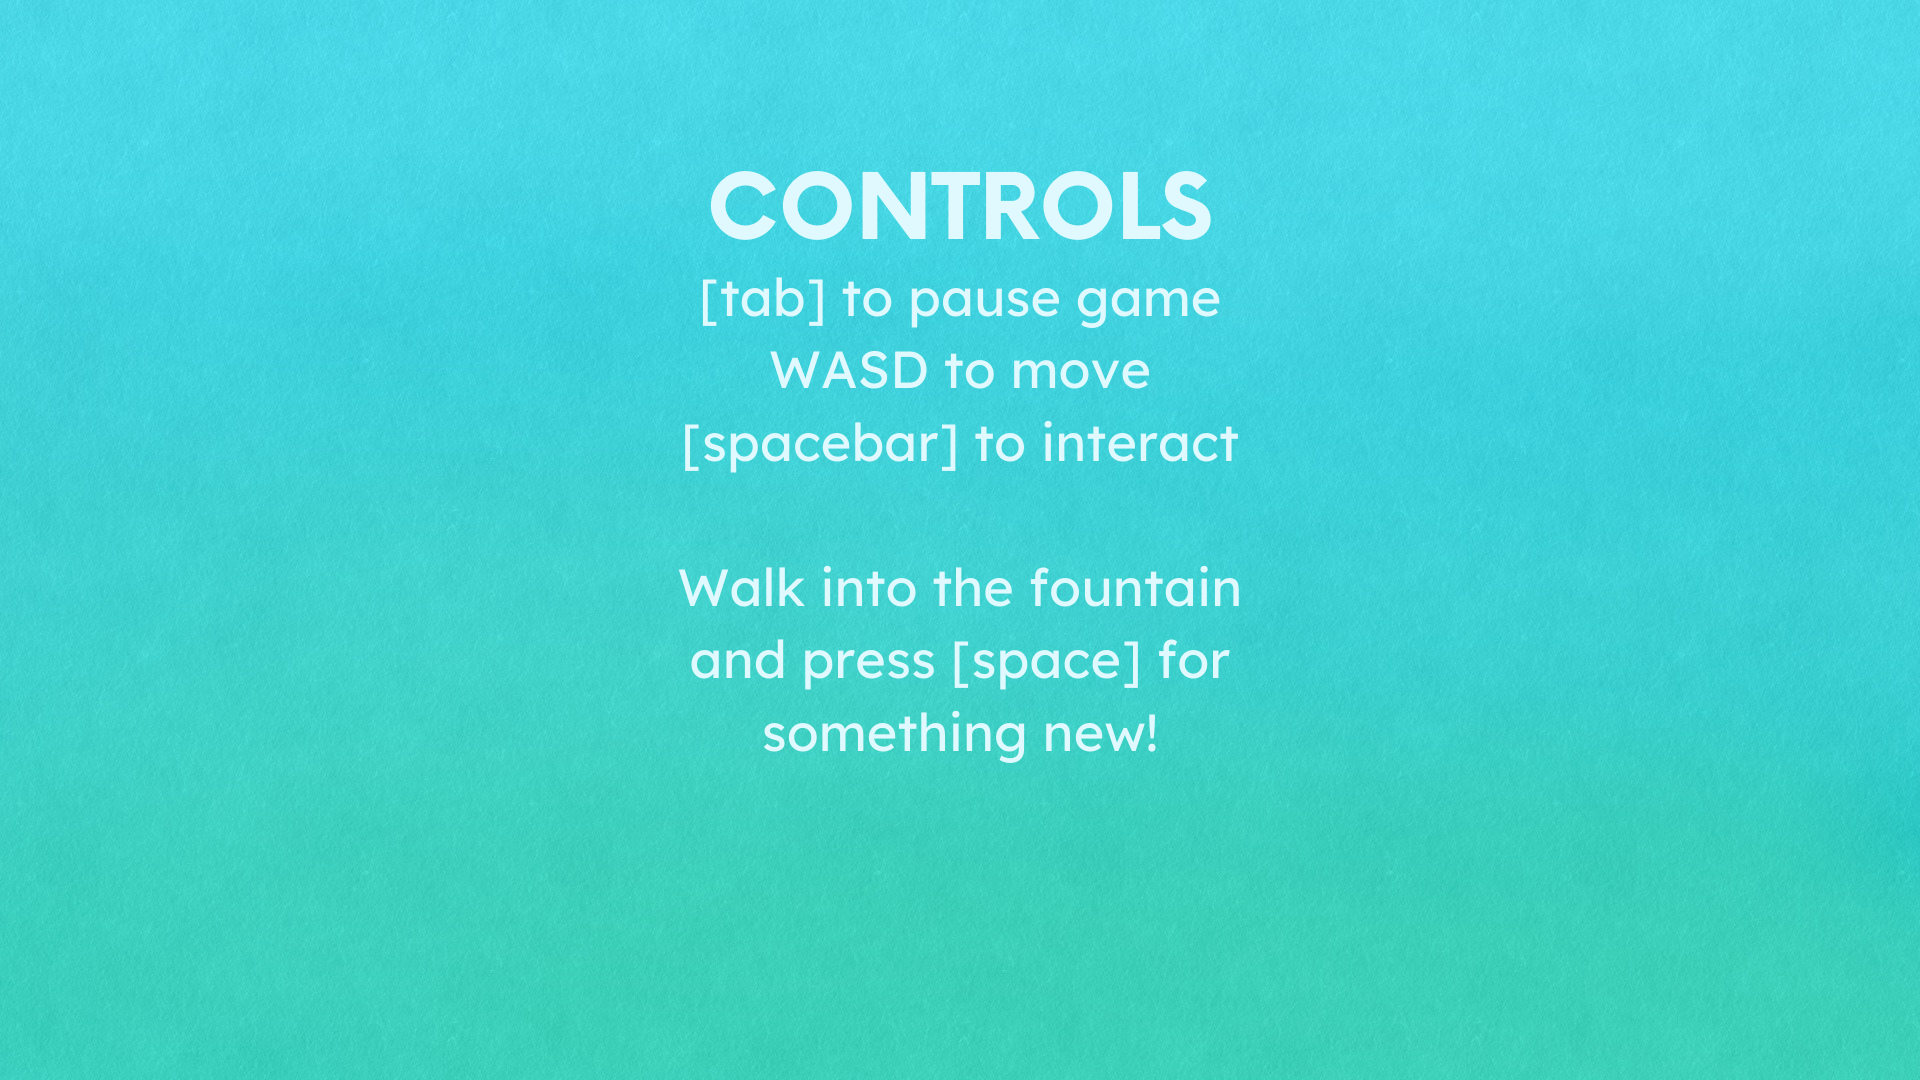 CONTROLS
[tab] to pause game
WASD to move
[spacebar] to interact
Walk into the fountain
and press [space] for
something new!